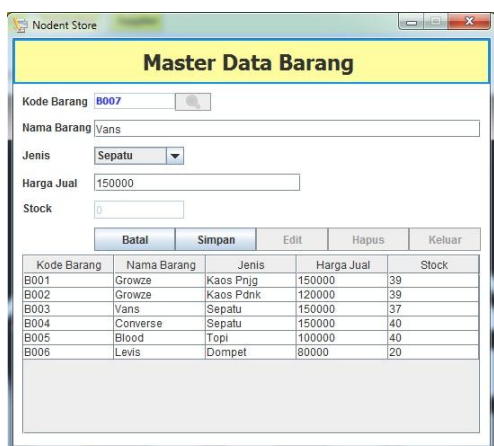 Nodent Store
Master Data Barang
Kode Barang B007
Nama Barang Vans
Jenis Sepatu
Harga Jual 150000
Stock 0
Batal Simpan Edit Hapus Keluar
Kode Barang Nama Barang Jenis Harga Jual Stock
B001 Growze Kaos Pnjg 150000 39
B002 Growze Kaos Pdnk 120000 39
B003 Vans Sepatu 150000 37
B004 Converse Sepatu 150000 40
B005 Blood Topi 100000 40
B006 Levis Dompet 80000 20